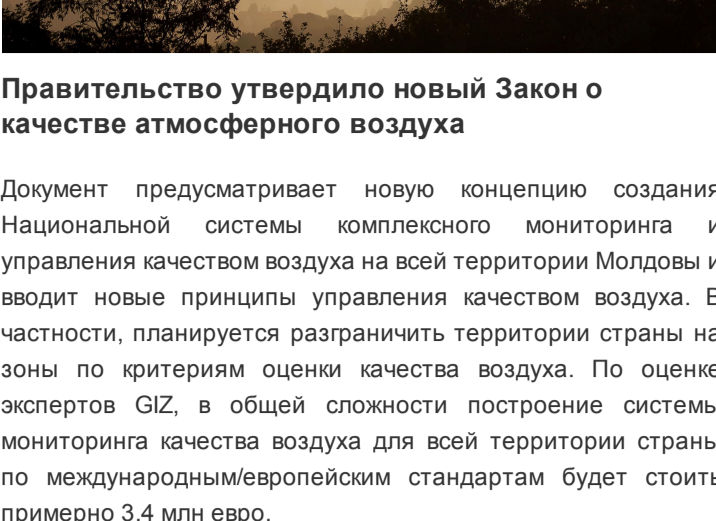 Правительство утвердило новый Закон о
качестве атмосферного воздуха
Документ предусматривает новую концепцию создания
Национальной системы комплексного мониторинга и
управления качеством воздуха на всей территории Молдовы и
вводит новые принципы управления качеством воздуха. В
частности, планируется разграничить территории страны на
зоны по критериям оценки качества воздуха. По оценке
экспертов GIZ, в общей сложности построение системы
мониторинга качества воздуха для всей территории страны
по международным/европейским стандартам будет стоить
примерно 3,4 млн евро.